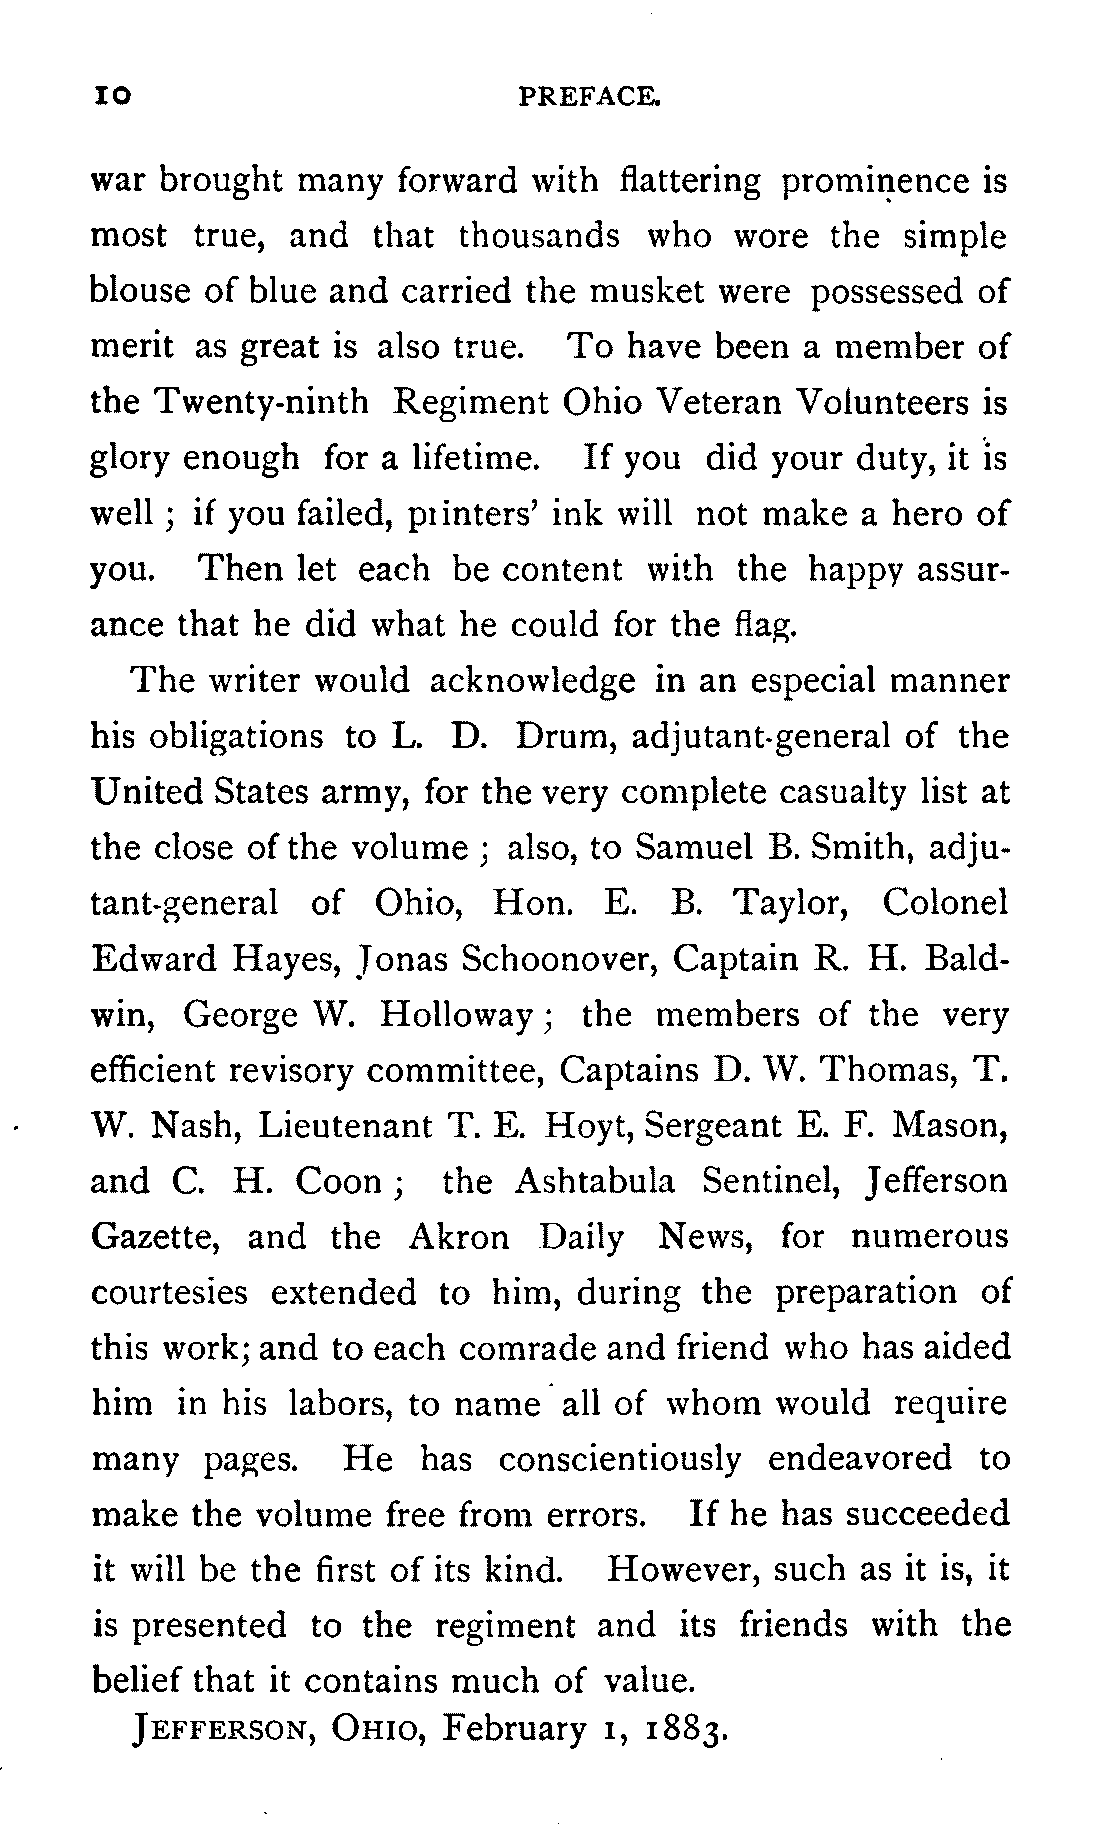 10 PREFACE.
war brought many forward with flattering prominence is
most true, and that thousands who wore the simple
blouse of blue and carried the musket were possessed of
merit as great is also true. To have been a member of
the Twenty-ninth Regiment Ohio Veteran Volunteers is
glory enough for a lifetime. If you did your duty, it is
well ; if you failed, printers' ink will not make a hero of
you. Then let each be content with the happy assur-
ance that he did what he could for the flag.
The writer would acknowledge in an especial manner
his obligations to L. D. Drum, adjutant-general of the
United States army, for the very complete casualty list at
the close of the volume ; also, to Samuel B. Smith, adju-
tant-general of Ohio, Hon. E. B. Taylor, Colonel
Edward Hayes, Jonas Schoonover, Captain R. H. Bald-
win, George W. Holloway ; the members of the very
efficient revisory committee, Captains D. W. Thomas, T.
W. Nash, Lieutenant T. E. Hoyt, Sergeant E. F. Mason,
and C. H. Coon ; the Ashtabula Sentinel, Jefferson
Gazette, and the Akron Daily News, for numerous
courtesies extended to him, during the preparation of
this work; and to each comrade and friend who has aided
him in his labors, to name all of whom would require
many pages. He has conscientiously endeavored to
make the volume free from errors. If he has succeeded
it will be the first of its kind. However, such as it is, it
is presented to the regiment and its friends with the
belief that it contains much of value.
JEFFERSON, OHIO, February 1, 1883.